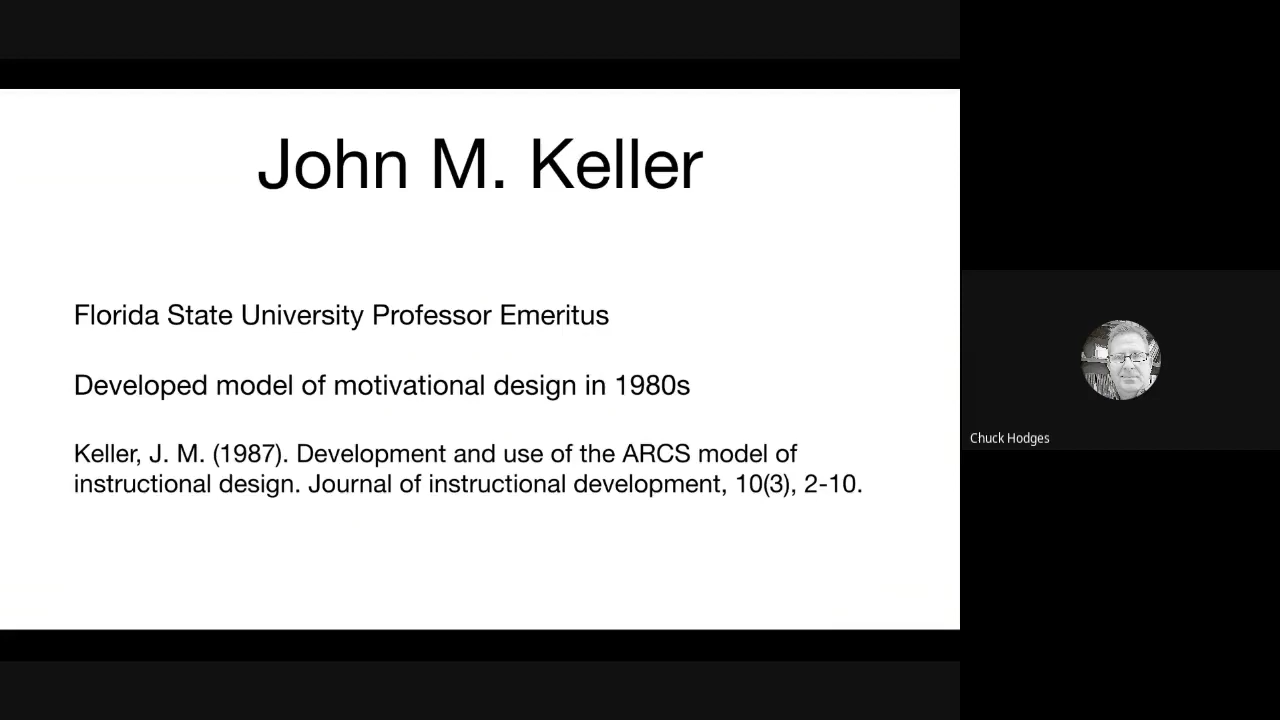 John M. Keller
Florida State University Professor Emeritus
Developed model of motivational design in 1980s
Keller, J. M. (1987). Development and use of the ARCS model of
instructional design. Journal of instructional development, 10(3), 2-10.
Chuck Hodges